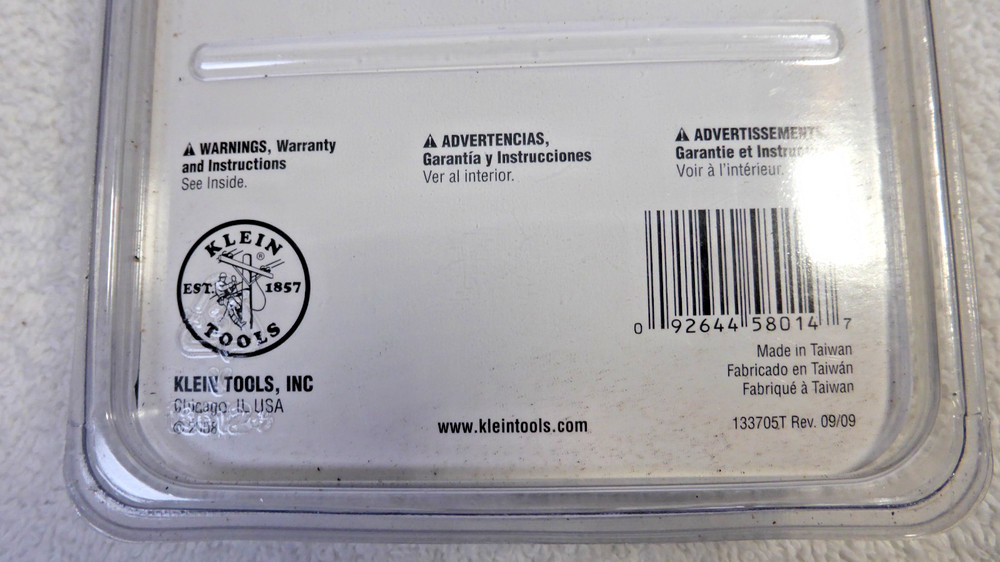 ⚠ WARNINGS, Warranty
and Instructions
See Inside.
⚠ ADVERTENCIAS,
Garantía y Instrucciones
Ver al interior.
⚠ ADVERTISSEMENTS,
Garantie et
Voir à l'intérieur.
KLEIN
®
EST. 1857
TOOLS
KLEIN TOOLS, INC
Chicago, IL USA
www.kleintools.com
0 92644 58014 7
Made in Taiwan
Fabricado en Taiwán
Fabriqué à Taiwan
133705T Rev. 09/09